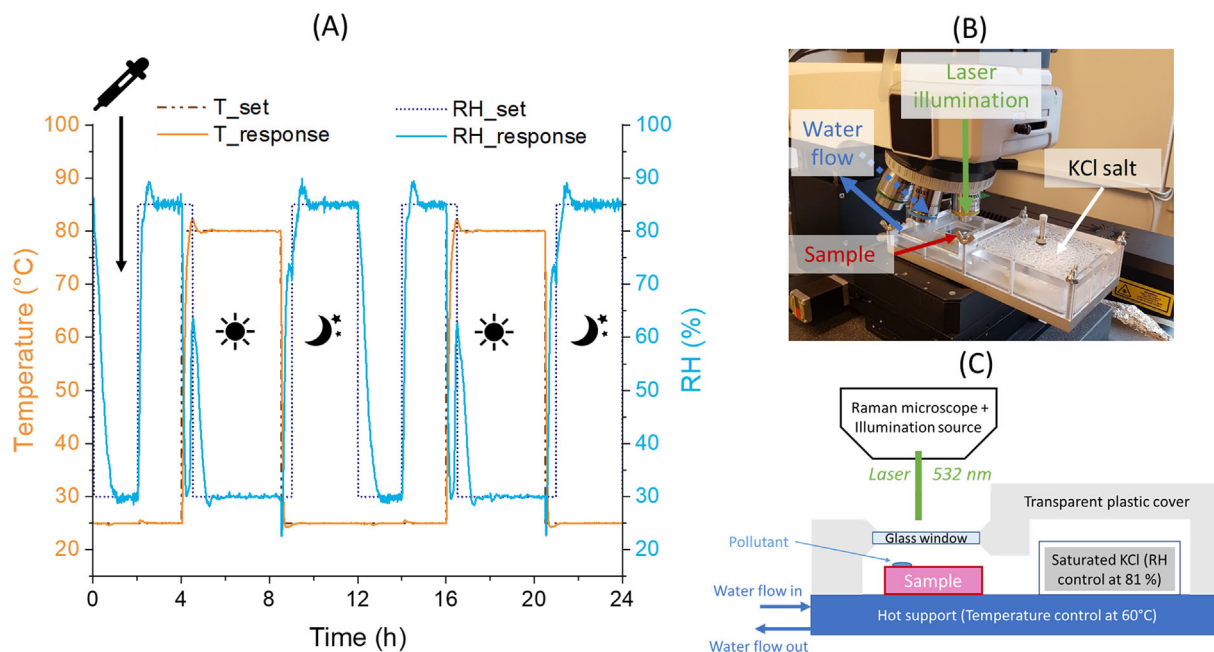 (A)
T_set
T_response
RH_set
RH_response
100
90
80
70
60
50
40
30
20
Temperature (°C)
100
90
80
70
60
50
40
30
20
RH (%)
0
4
8
12
16
20
24
Time (h)
(B)
Laser
illumination
Water
flow
KCl salt
Sample
(C)
Raman microscope +
Illumination source
Laser 532 nm
Transparent plastic cover
Glass window
Pollutant
Sample
Saturated KCl (RH
control at 81 %)
Water flow in
Hot support (Temperature control at 60°C)
Water flow out